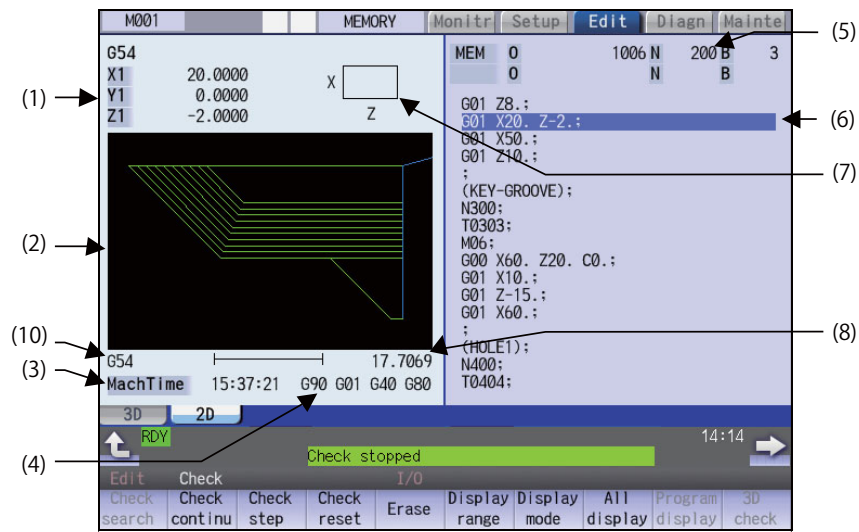 M001 MEMORY Monitr Setup Edit Diagn Mainte
(5)
G54
MEM O 1006 N 200 B 3
O N B
X1 20.0000
Y1 0.0000
Z1 -2.0000
X
Z
(1)
(6)
(7)
G01 Z8.;
G01 X20. Z-2.;
G01 X50.;
G01 Z10.;
;
(KEY-GROOVE);
N300;
T0303;
M06;
G00 X60. Z20. C0.;
G01 X10.;
G01 Z-15.;
G01 X60.;
;
(HOLE1);
N400;
T0404;
(2)
(8)
(10)
G54 17.7069
(3)
MachTime 15:37:21 G90 G01 G40 G80
3D 2D
(4)
RDY 14:14
Check stopped
Edit Check I/O
Check search
Check continu
Check step
Check reset
Erase
Display range
Display mode
All display
Program display
3D check